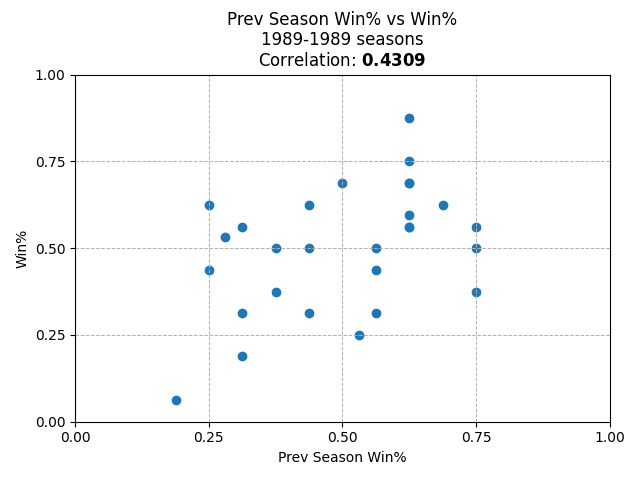 Prev Season Win% vs Win%
1989-1989 seasons
Correlation: 0.4309
1.00
0.75
0.50
0.25
0.00
Win%
0.00 0.25 0.50 0.75 1.00
Prev Season Win%